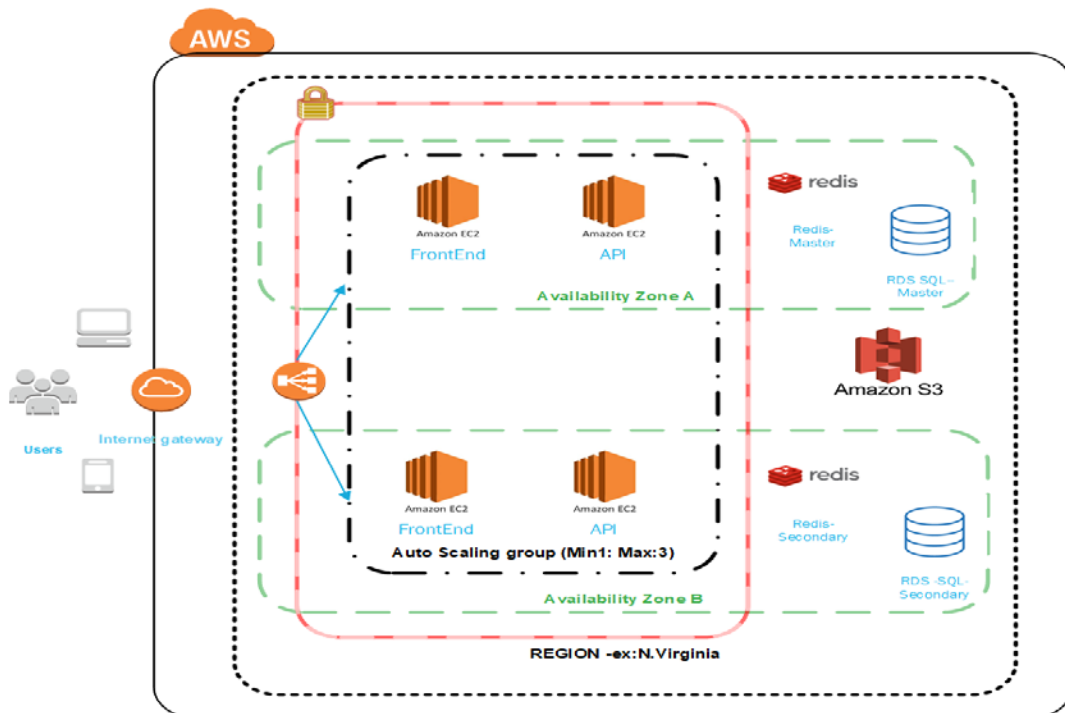 AWS
Amazon EC2
FrontEnd
Amazon EC2
API
redis
Redis-
Master
RDS SQL-
Master
Availability Zone A
Users
Internet gateway
Amazon S3
Amazon EC2
FrontEnd
Amazon EC2
API
redis
Redis-
Secondary
RDS -SQL-
Secondary
Auto Scaling group (Min1: Max:3)
Availability Zone B
REGION -ex:N.Virginia